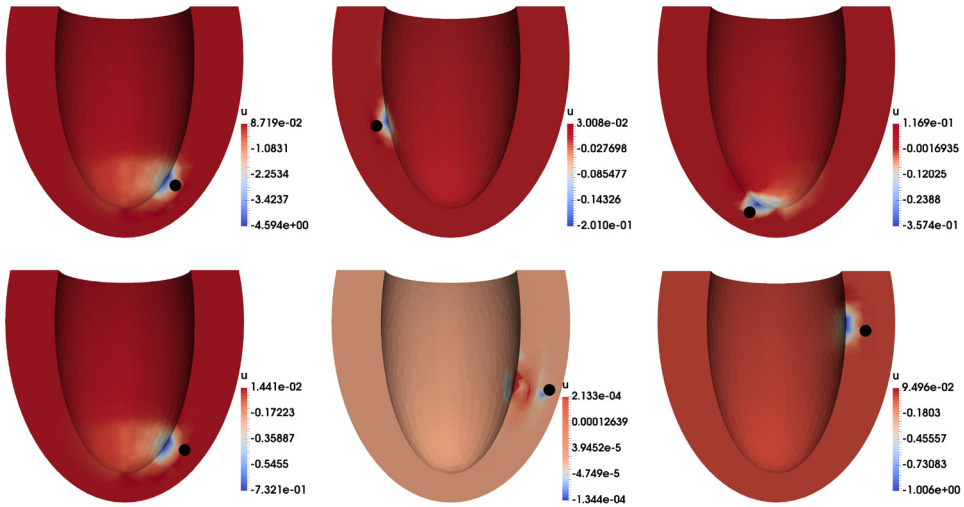 u
8.719e-02
-1.0831
-2.2534
-3.4237
-4.594e+00
u
3.008e-02
-0.027698
-0.085477
-0.14326
-2.010e-01
u
1.169e-01
-0.0016935
-0.12025
-0.2388
-3.574e-01
u
1.441e-02
-0.17223
-0.35887
-0.5455
-7.321e-01
u
2.133e-04
0.00012639
3.9452e-5
-4.749e-5
-1.344e-04
u
9.496e-02
-0.1803
-0.45557
-0.73083
-1.006e+00